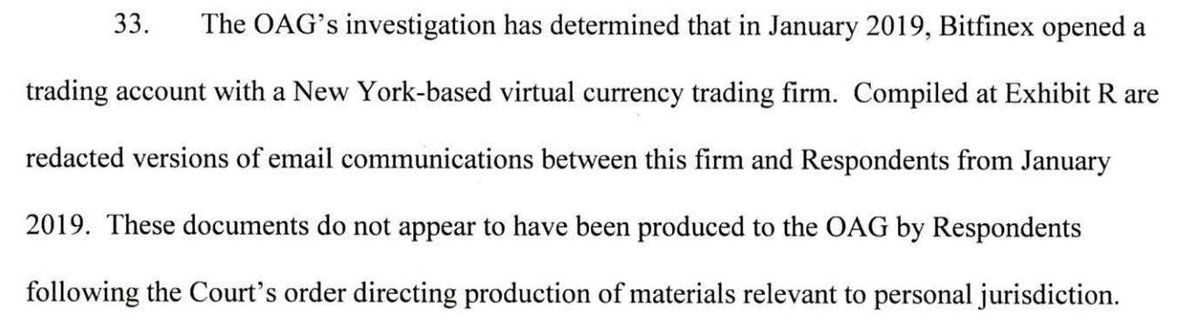 33. The OAG's investigation has determined that in January 2019, Bitfinex opened a
trading account with a New York-based virtual currency trading firm. Compiled at Exhibit R are
redacted versions of email communications between this firm and Respondents from January
2019. These documents do not appear to have been produced to the OAG by Respondents
following the Court's order directing production of materials relevant to personal jurisdiction.